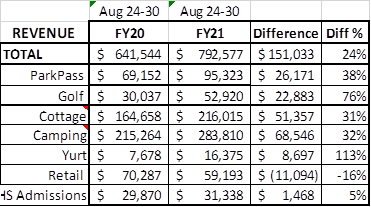 Aug 24-30 Aug 24-30
REVENUE FY20 FY21 Difference Diff %
TOTAL $ 641,544 $ 792,577 $ 151,033 24%
ParkPass $ 69,152 $ 95,323 $ 26,171 38%
Golf $ 30,037 $ 52,920 $ 22,883 76%
Cottage $ 164,658 $ 216,015 $ 51,357 31%
Camping $ 215,264 $ 283,810 $ 68,546 32%
Yurt $ 7,678 $ 16,375 $ 8,697 113%
Retail $ 70,287 $ 59,193 $ (11,094) -16%
HS Admissions $ 29,870 $ 31,338 $ 1,468 5%